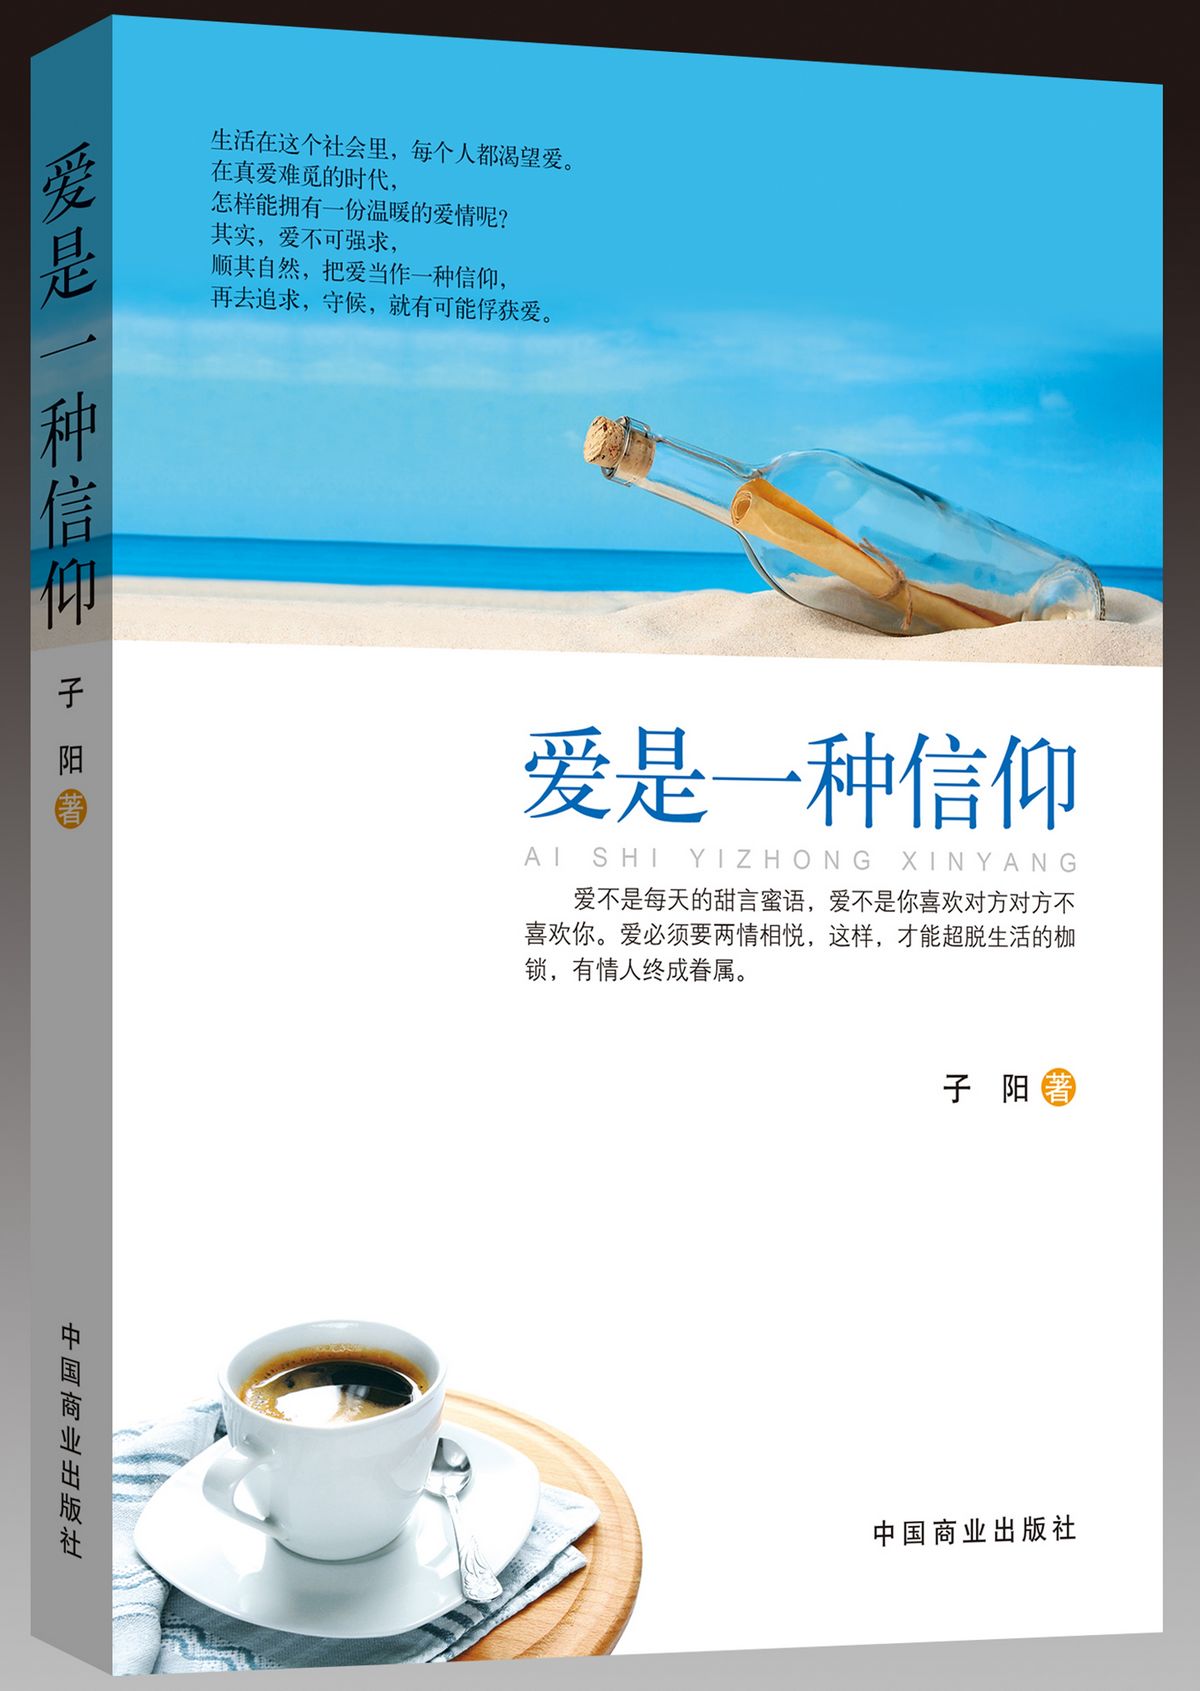 爱是一种信仰
子阳著
中国商业出版社
生活在这个社会里，每个人都渴望爱。
在真爱难觅的时代，
怎样能拥有一份温暖的爱情呢？
其实，爱不可强求，
顺其自然，把爱当作一种信仰，
再去追求，守候，就有可能俘获爱。
爱是一种信仰
AI SHI YIZHONG XINYANG
爱不是每天的甜言蜜语，爱不是你喜欢对方对方不
喜欢你。爱必须要两情相悦，这样，才能超脱生活的枷
锁，有情人终成眷属。
子 阳 著
中国商业出版社